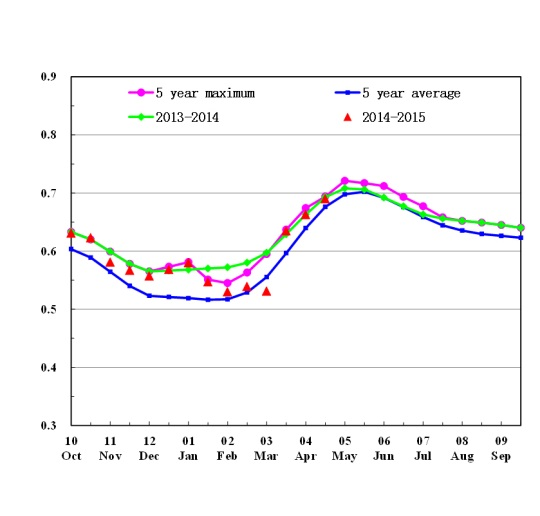 0.9
5 year maximum 5 year average
2013-2014 2014-2015
0.8
0.7
0.6
0.5
0.4
0.3
10 11 12 01 02 03 04 05 06 07 08 09
Oct Nov Dec Jan Feb Mar Apr May Jun Jul Aug Sep